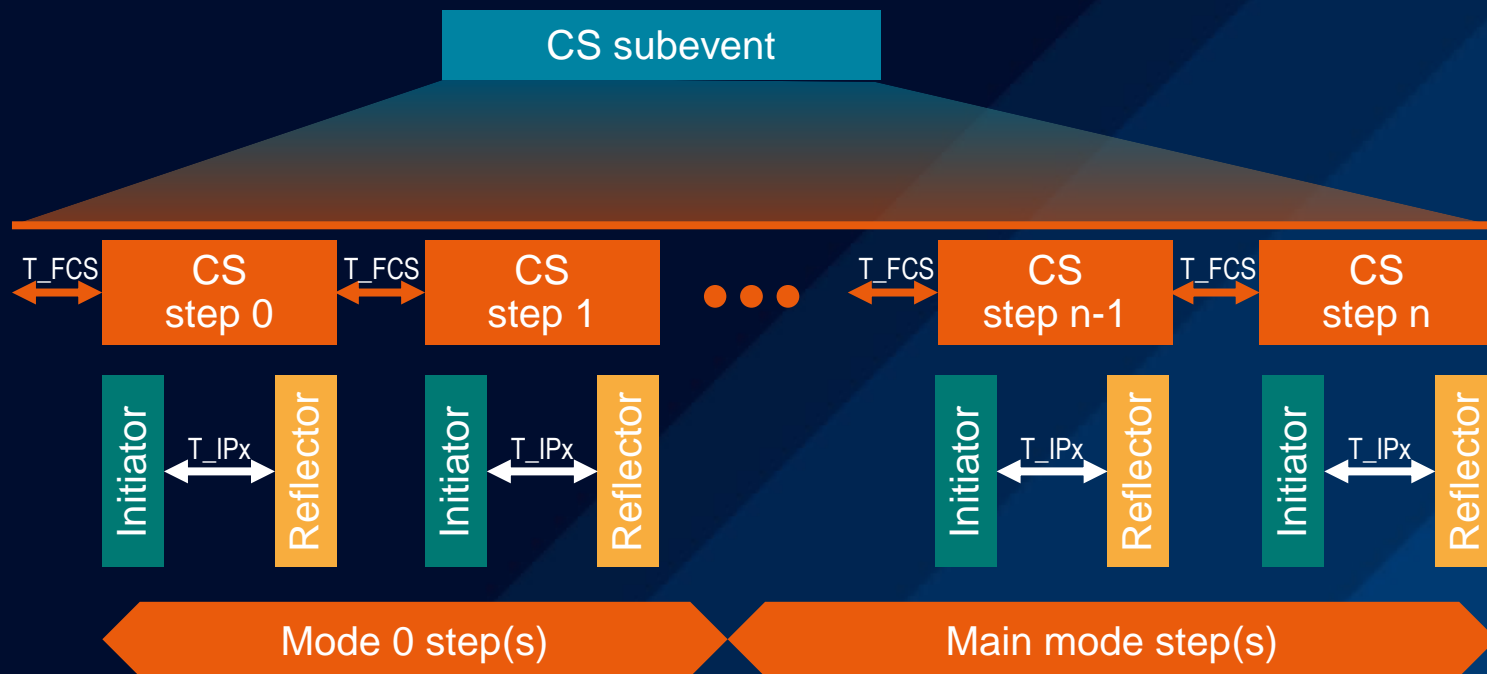 CS subevent
T_FCS
CS
step 0
T_FCS
CS
step 1
T_FCS
CS
step n-1
T_FCS
CS
step n
Initiator
T_IPx
Reflector
Initiator
T_IPx
Reflector
Initiator
T_IPx
Reflector
Initiator
T_IPx
Reflector
Mode 0 step(s)
Main mode step(s)